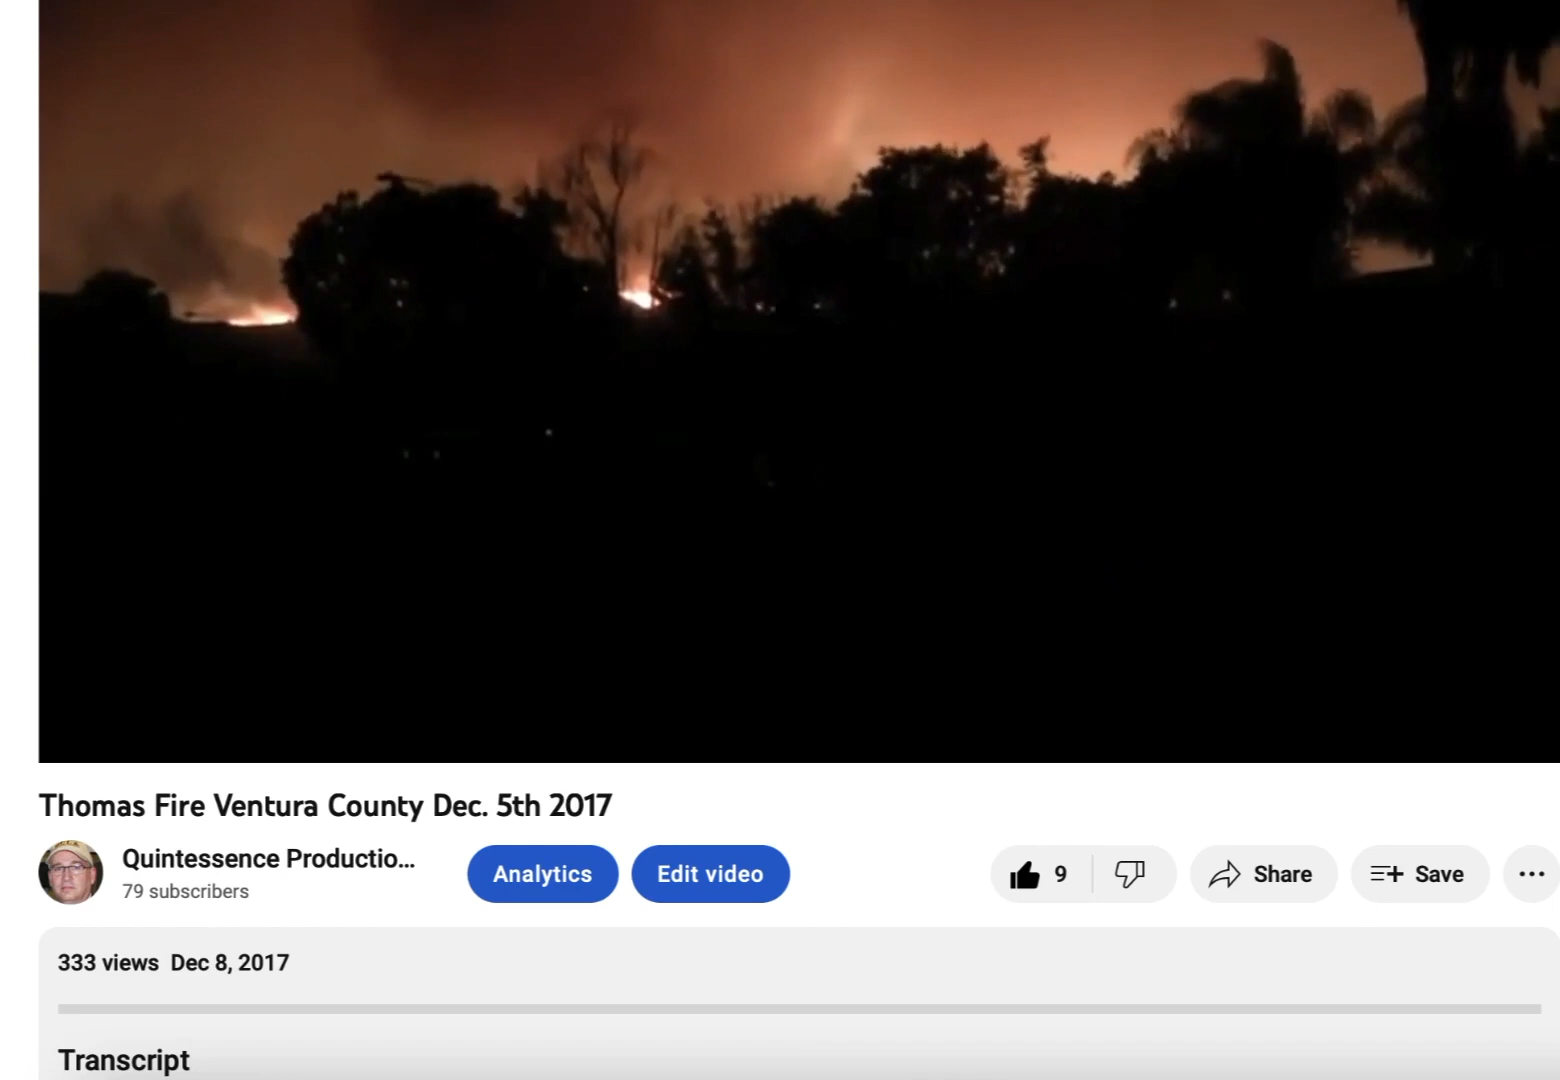 Thomas Fire Ventura County Dec. 5th 2017
Quintessence Productio...
79 subscribers
Analytics
Edit video
9
Share
Save
333 views Dec 8, 2017
Transcript